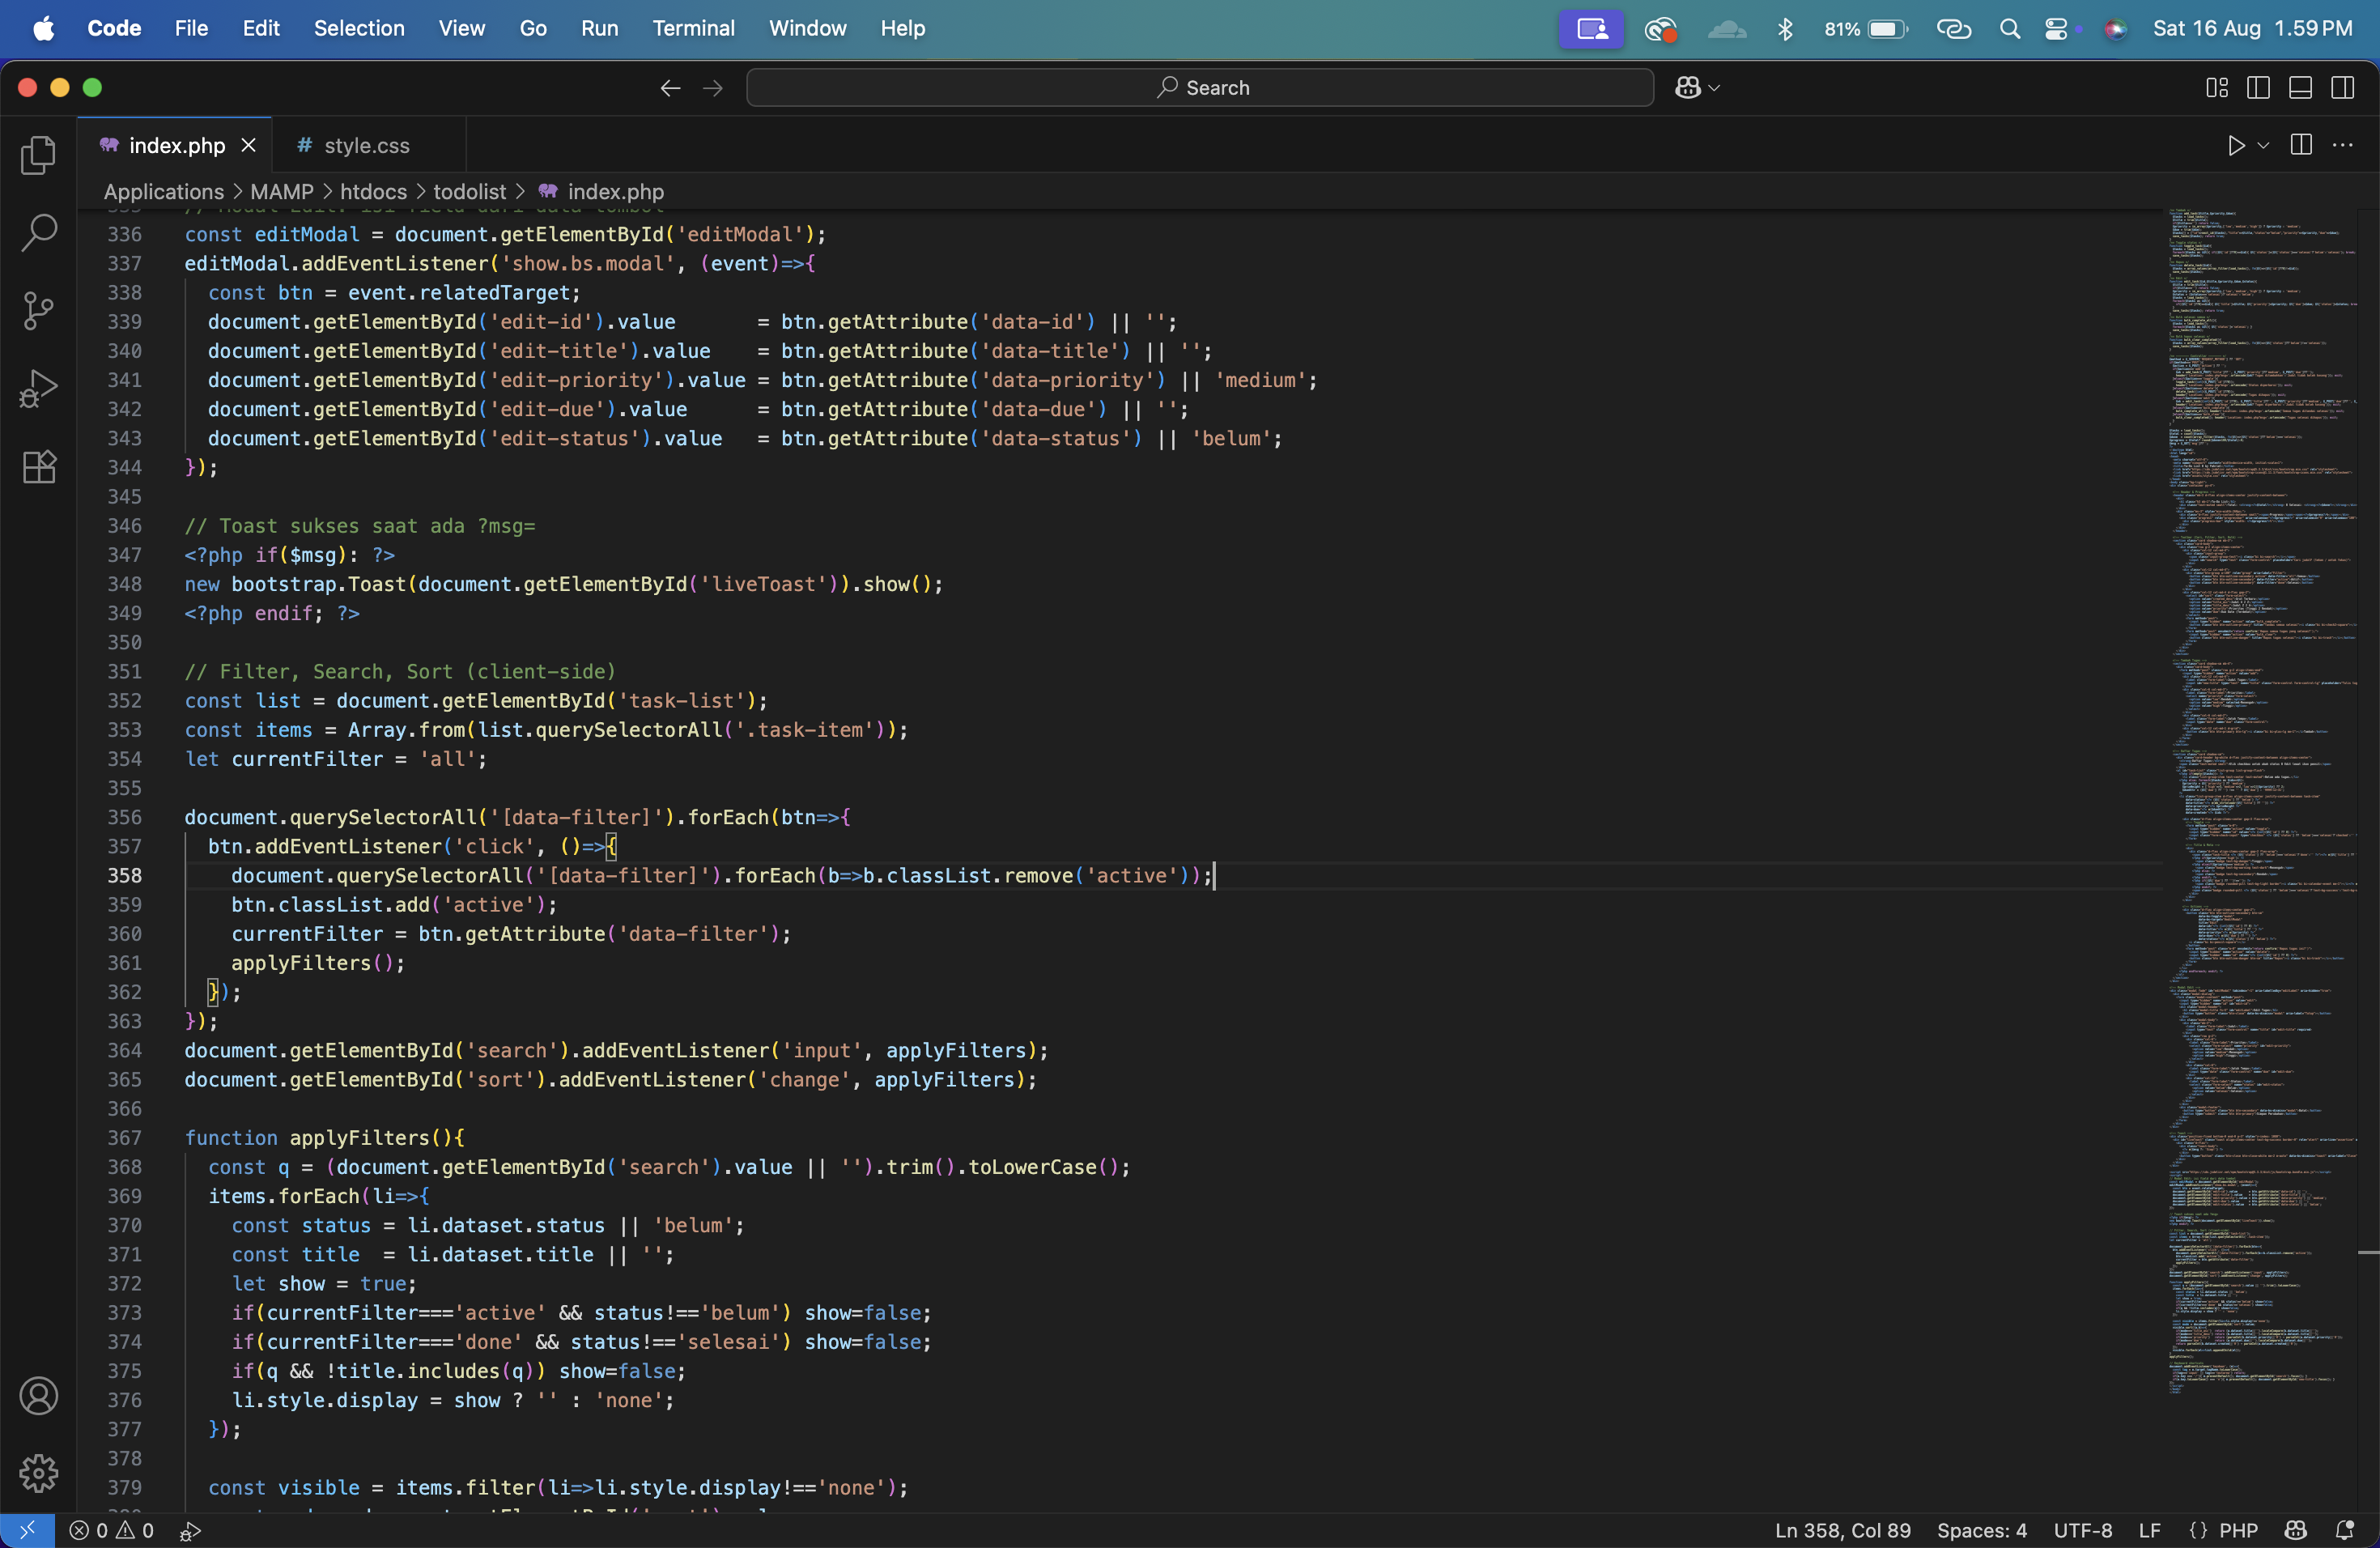 Code File Edit Selection View Go Run Terminal Window Help 81% Sat 16 Aug 1.59 PM
Search
index.php
# style.css
Applications > MAMP > htdocs > todolist > index.php
336 const editModal = document.getElementById('editModal');
337 editModal.addEventListener('show.bs.modal', (event)=>{
338   const btn = event.relatedTarget;
339   document.getElementById('edit-id').value       = btn.getAttribute('data-id') || '';
340   document.getElementById('edit-title').value    = btn.getAttribute('data-title') || '';
341   document.getElementById('edit-priority').value = btn.getAttribute('data-priority') || 'medium';
342   document.getElementById('edit-due').value      = btn.getAttribute('data-due') || '';
343   document.getElementById('edit-status').value   = btn.getAttribute('data-status') || 'belum';
344 });
345
346 // Toast sukses saat ada ?msg=
347 <?php if($msg): ?>
348 new bootstrap.Toast(document.getElementById('liveToast')).show();
349 <?php endif; ?>
350
351 // Filter, Search, Sort (client-side)
352 const list = document.getElementById('task-list');
353 const items = Array.from(list.querySelectorAll('.task-item'));
354 let currentFilter = 'all';
355
356 document.querySelectorAll('[data-filter]').forEach(btn=>{
357   btn.addEventListener('click', ()=>{
358     document.querySelectorAll('[data-filter]').forEach(b=>b.classList.remove('active'));
359     btn.classList.add('active');
360     currentFilter = btn.getAttribute('data-filter');
361     applyFilters();
362   });
363 });
364 document.getElementById('search').addEventListener('input', applyFilters);
365 document.getElementById('sort').addEventListener('change', applyFilters);
366
367 function applyFilters(){
368   const q = (document.getElementById('search').value || '').trim().toLowerCase();
369   items.forEach(li=>{
370     const status = li.dataset.status || 'belum';
371     const title  = li.dataset.title || '';
372     let show = true;
373     if(currentFilter==='active' && status!=='belum') show=false;
374     if(currentFilter==='done' && status!=='selesai') show=false;
375     if(q && !title.includes(q)) show=false;
376     li.style.display = show ? '' : 'none';
377   });
378
379   const visible = items.filter(li=>li.style.display!=='none');
0 0 Ln 358, Col 89 Spaces: 4 UTF-8 LF {} PHP